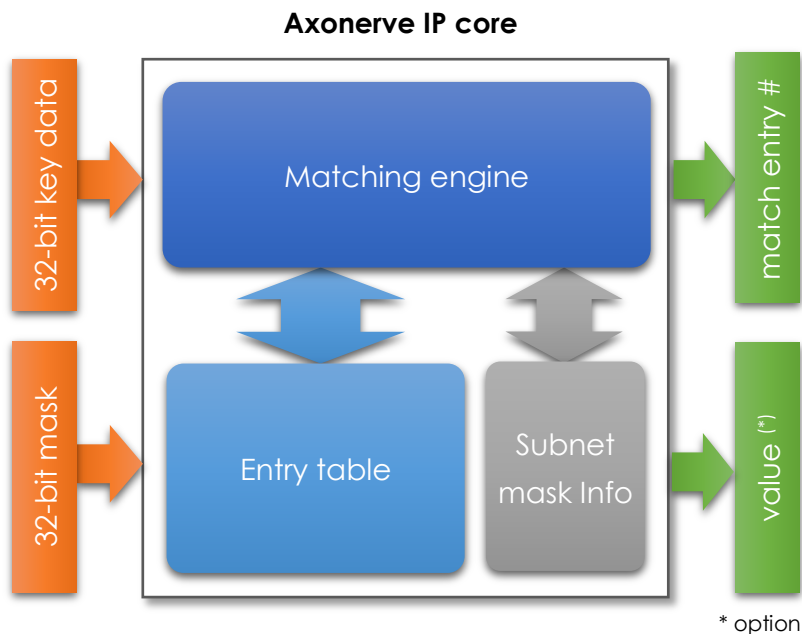 Axonerve IP core
32-bit key data
Matching engine
match entry #
32-bit mask
Entry table
Subnet
mask Info
value (*)
* option